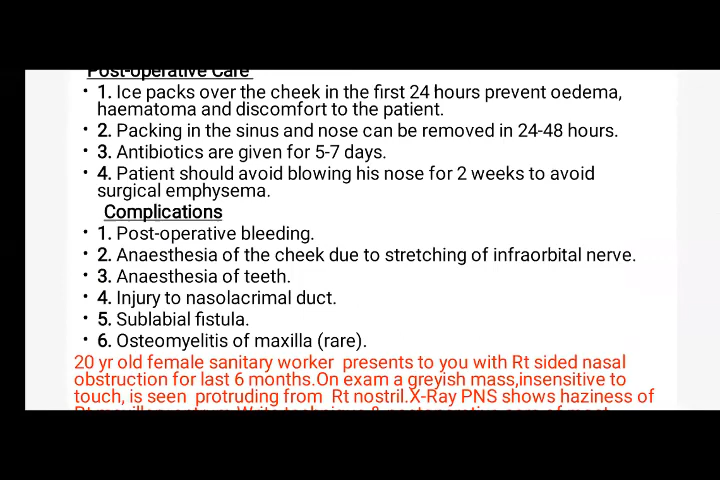 Post-operative Care
• 1. Ice packs over the cheek in the first 24 hours prevent oedema,
haematoma and discomfort to the patient.
• 2. Packing in the sinus and nose can be removed in 24-48 hours.
• 3. Antibiotics are given for 5-7 days.
• 4. Patient should avoid blowing his nose for 2 weeks to avoid
surgical emphysema.
Complications
• 1. Post-operative bleeding.
• 2. Anaesthesia of the cheek due to stretching of infraorbital nerve.
• 3. Anaesthesia of teeth.
• 4. Injury to nasolacrimal duct.
• 5. Sublabial fistula.
• 6. Osteomyelitis of maxilla (rare).
20 yr old female sanitary worker presents to you with Rt sided nasal
obstruction for last 6 months.On exam a greyish mass,insensitive to
touch, is seen protruding from Rt nostril.X-Ray PNS shows haziness of